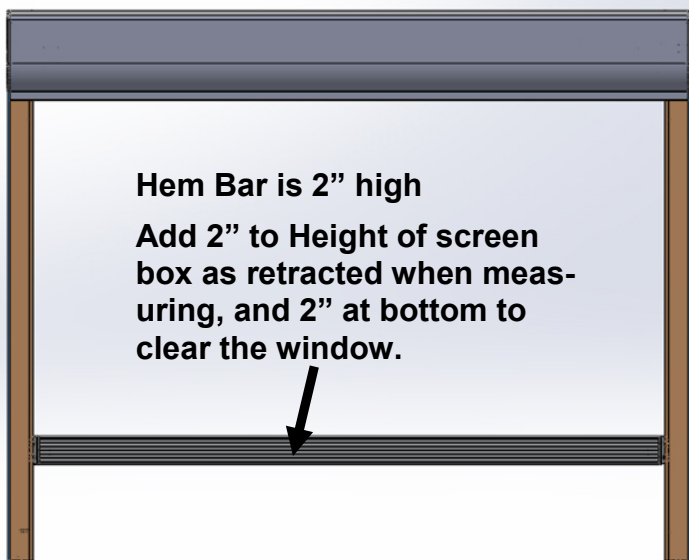 Hem Bar is 2” high
Add 2” to Height of screen
box as retracted when meas-
uring, and 2” at bottom to
clear the window.